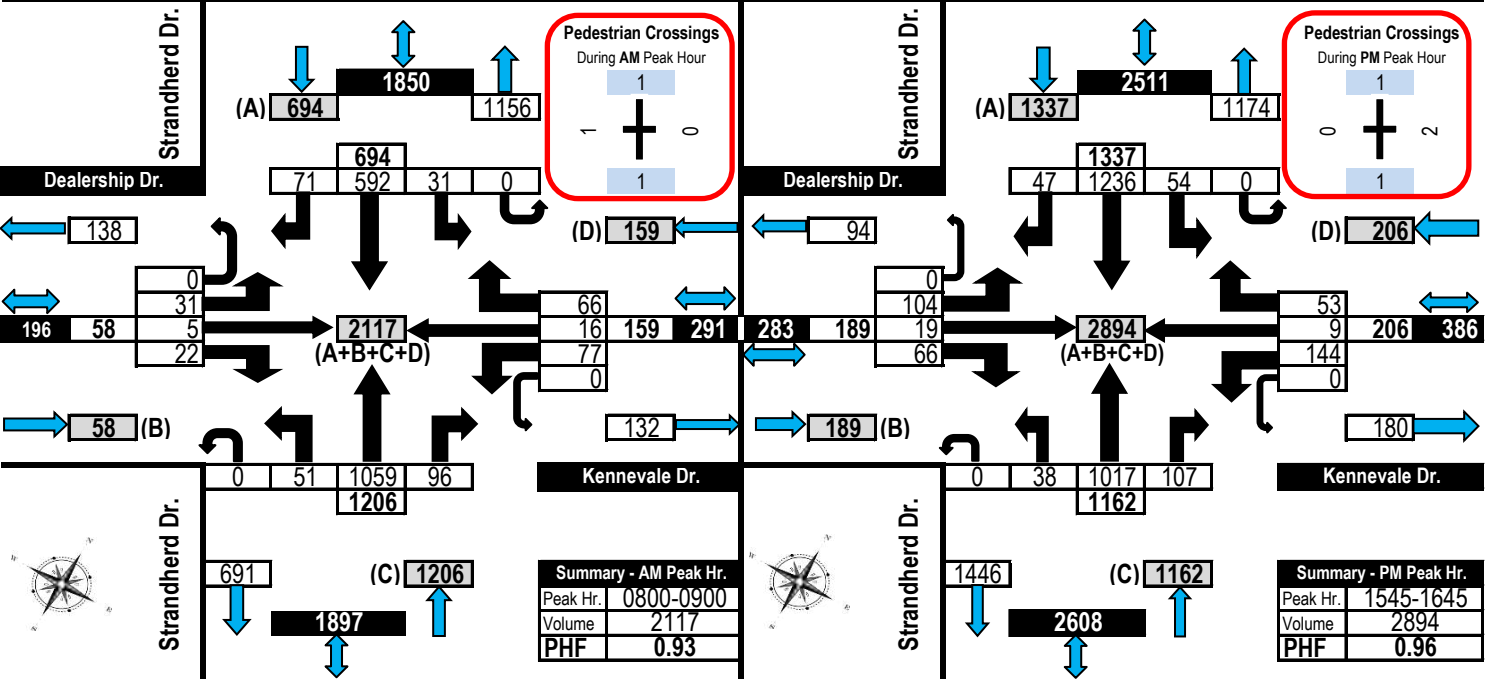 Strandherd Dr.
Pedestrian Crossings
During AM Peak Hour
1
1
0
1
1850
(A) 694
1156
694
Dealership Dr.
71 592 31 0
138
(D) 159
0
31
66
196 58 5
2117
16 159 291
(A+B+C+D)
22
77
0
58 (B)
132
0 51 1059 96
Kennevale Dr.
1206
Strandherd Dr.
N
W
E
691
(C) 1206
1897
Summary - AM Peak Hr.
Peak Hr. 0800-0900
Volume 2117
PHF 0.93
Strandherd Dr.
Pedestrian Crossings
During PM Peak Hour
1
0
2
1
2511
(A) 1337
1174
1337
Dealership Dr.
47 1236 54 0
94
(D) 206
0
104
53
283 189 19
2894
9 206 386
(A+B+C+D)
66
144
0
189 (B)
180
0 38 1017 107
Kennevale Dr.
1162
Strandherd Dr.
N
W
E
1446
(C) 1162
2608
Summary - PM Peak Hr.
Peak Hr. 1545-1645
Volume 2894
PHF 0.96